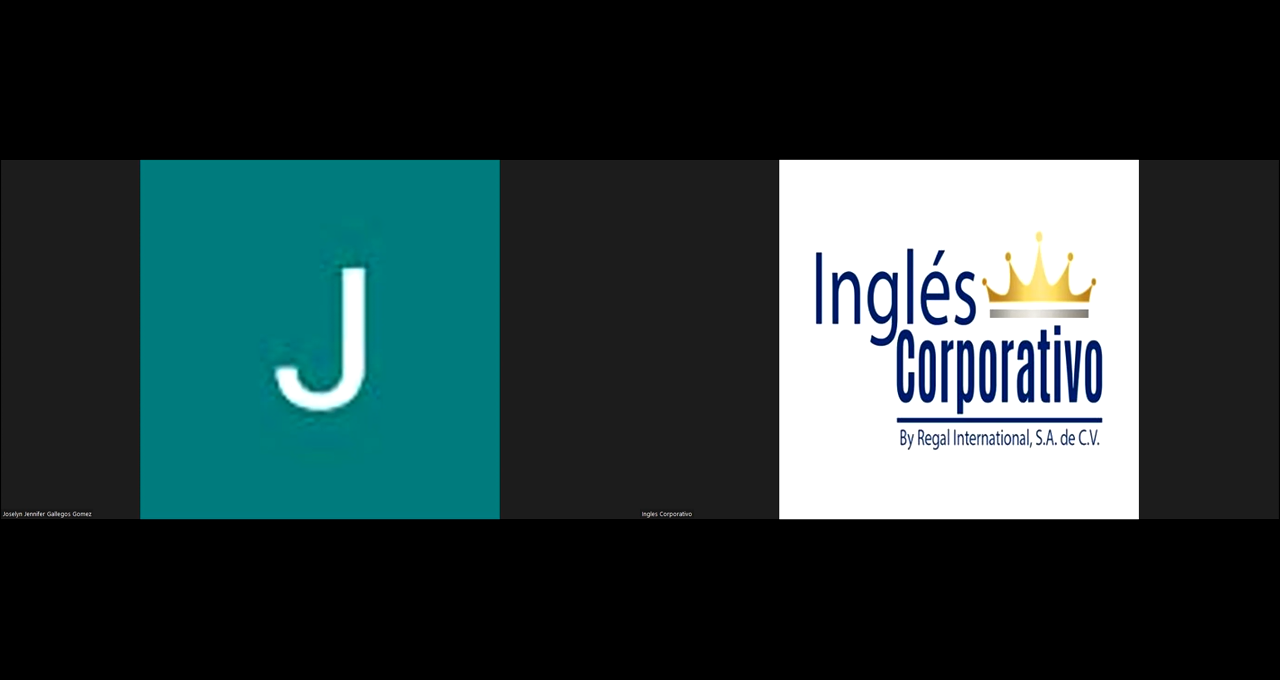 J
Joselyn Jennifer Gallegos Gomez
Inglés
Corporativo
By Regal International, S.A. de C.V.
Ingles Corporativo